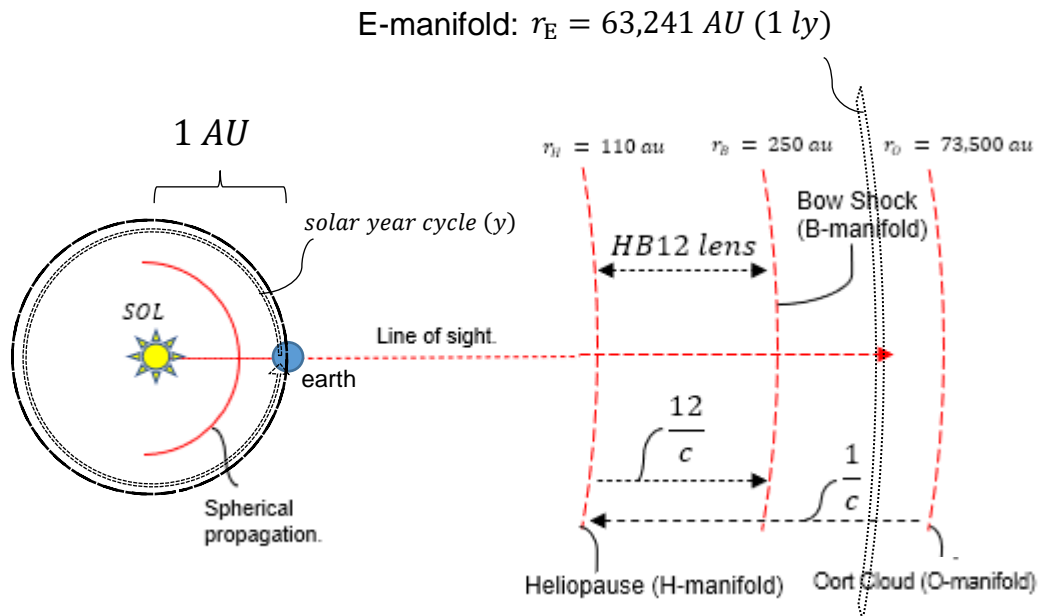 E-manifold: r_E = 63,241 AU (1 ly)
1 AU
r_H = 110 au
r_B = 250 au
r_O = 73,500 au
solar year cycle (y)
Bow Shock
(B-manifold)
HB12 lens
SOL
Line of sight.
earth
12/c
1/c
Spherical
propagation.
Heliopause (H-manifold)
Oort Cloud (O-manifold)